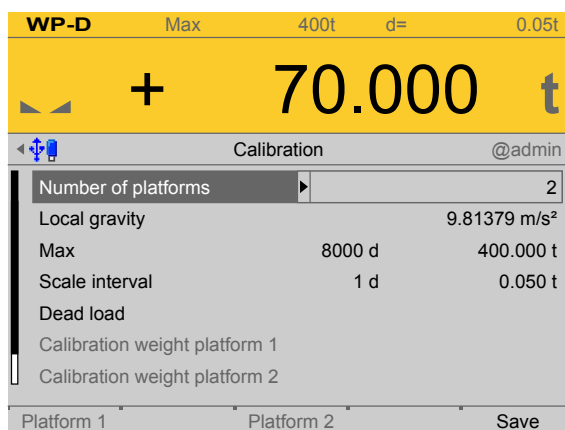 WP-D Max 400t d= 0.05t
+ 70.000 t
Calibration @admin
Number of platforms 2
Local gravity 9.81379 m/s²
Max 8000 d 400.000 t
Scale interval 1 d 0.050 t
Dead load
Calibration weight platform 1
Calibration weight platform 2
Platform 1 Platform 2 Save